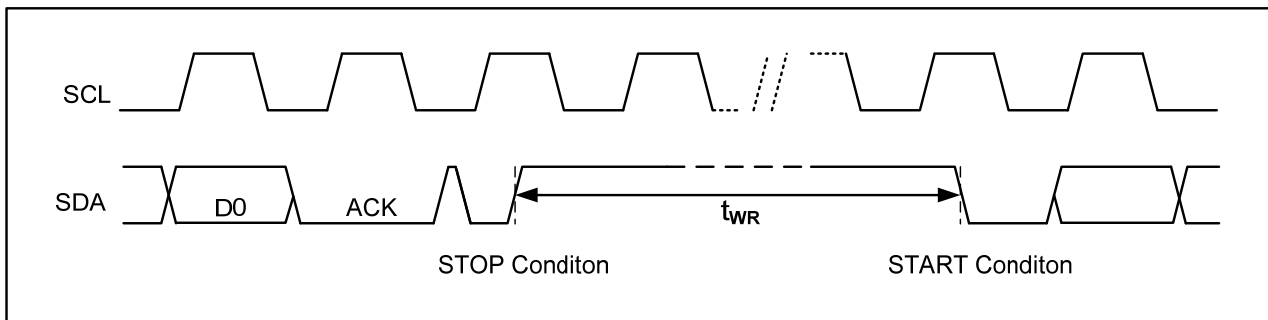 SCL
SDA
D0
ACK
tWR
STOP Conditon
START Conditon